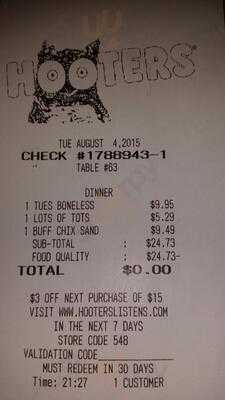 HOOTERS
TUE AUGUST 4,2015
CHECK #1788943-1
TABLE #63
DINNER
1 TUES BONELESS $9.95
1 LOTS OF TOTS $5.29
1 BUFF CHIX SAND $9.49
SUB-TOTAL : $24.73
FOOD QUALITY : $24.73-
TOTAL $0.00
$3 OFF NEXT PURCHASE OF $15
VISIT WWW.HOOTERSLISTENS.COM
IN THE NEXT 7 DAYS
STORE CODE 548
VALIDATION CODE
MUST REDEEM IN 30 DAYS
Time: 21:27 1 CUSTOMER